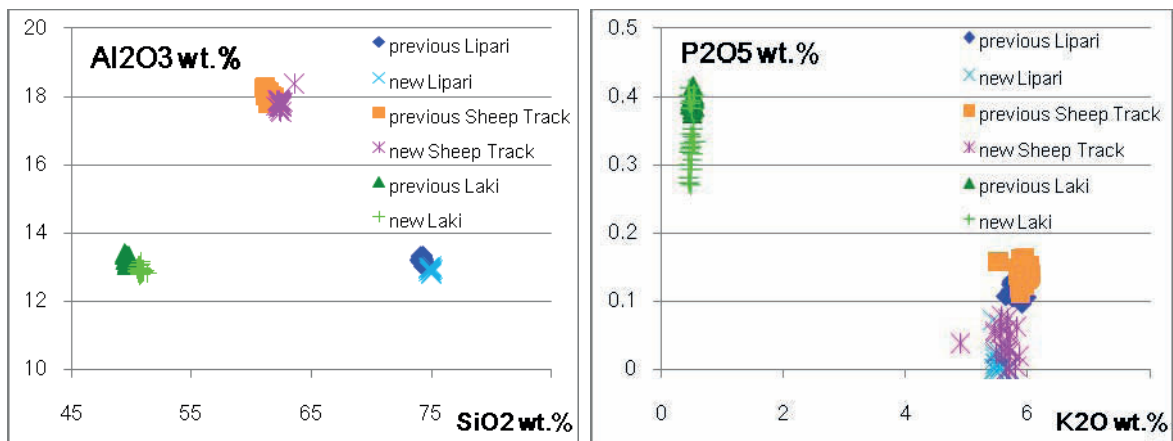 20
18
16
14
12
10
45
55
65
75
Al2O3 wt.%
SiO2 wt.%
previous Lipari
new Lipari
previous Sheep Track
new Sheep Track
previous Laki
new Laki
0.5
0.4
0.3
0.2
0.1
0
0
2
4
6
P2O5 wt.%
K2O wt.%
previous Lipari
new Lipari
previous Sheep Track
new Sheep Track
previous Laki
new Laki